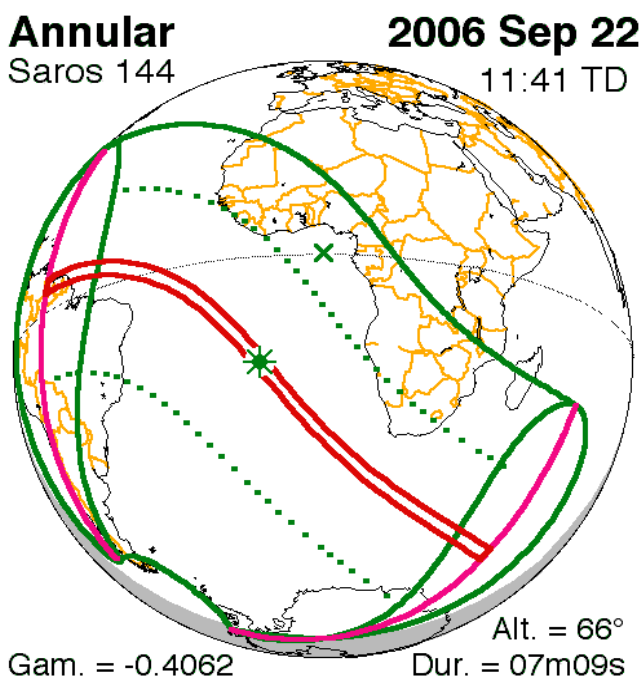 Annular 2006 Sep 22
Saros 144 11:41 TD
Alt. = 66°
Gam. = -0.4062 Dur. = 07m09s